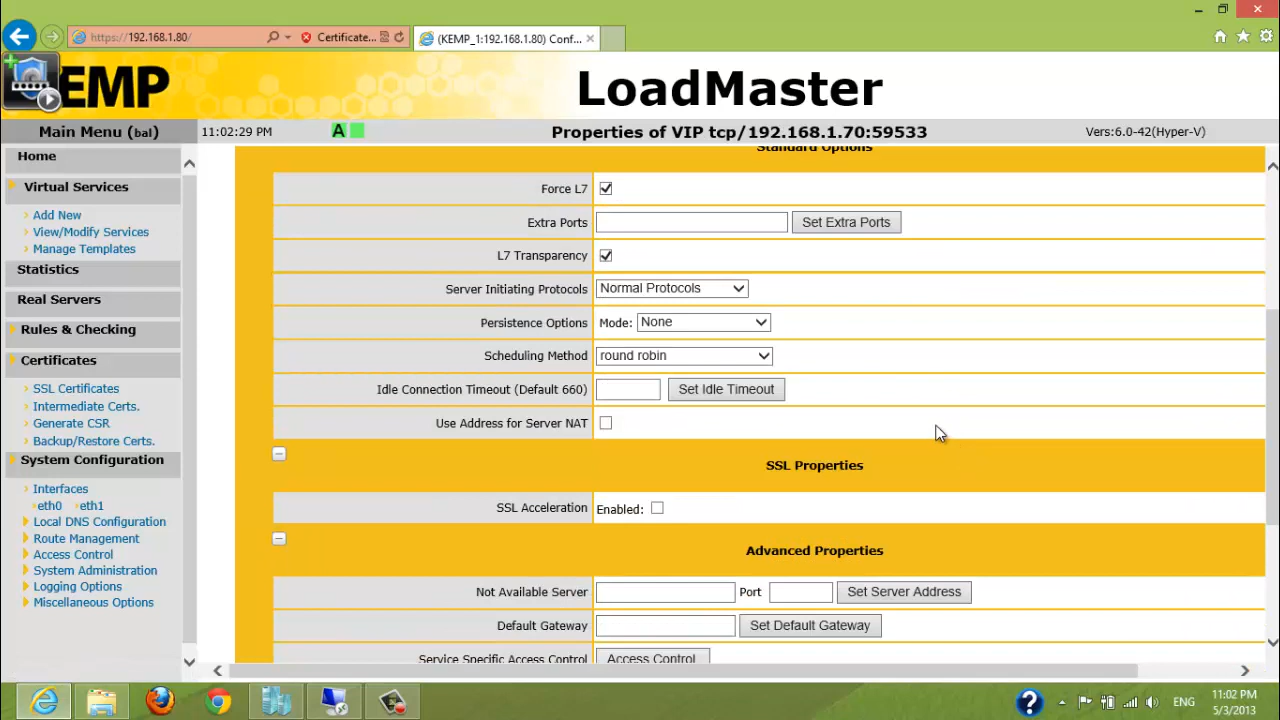 https://192.168.1.80/
Certificate...
(KEMP_1:192.168.1.80) Conf...
EMP
LoadMaster
Main Menu (bal)
11:02:29 PM
A
Properties of VIP tcp/192.168.1.70:59533
Vers:6.0-42(Hyper-V)
Home
Virtual Services
Add New
View/Modify Services
Manage Templates
Statistics
Real Servers
Rules & Checking
Certificates
SSL Certificates
Intermediate Certs.
Generate CSR
Backup/Restore Certs.
System Configuration
Interfaces
eth0 eth1
Local DNS Configuration
Route Management
Access Control
System Administration
Logging Options
Miscellaneous Options
Standard Options
Force L7
Extra Ports Set Extra Ports
L7 Transparency
Server Initiating Protocols Normal Protocols
Persistence Options Mode: None
Scheduling Method round robin
Idle Connection Timeout (Default 660) Set Idle Timeout
Use Address for Server NAT
SSL Properties
SSL Acceleration Enabled:
Advanced Properties
Not Available Server Port Set Server Address
Default Gateway Set Default Gateway
Service Specific Access Control Access Control
ENG
11:02 PM
5/3/2013